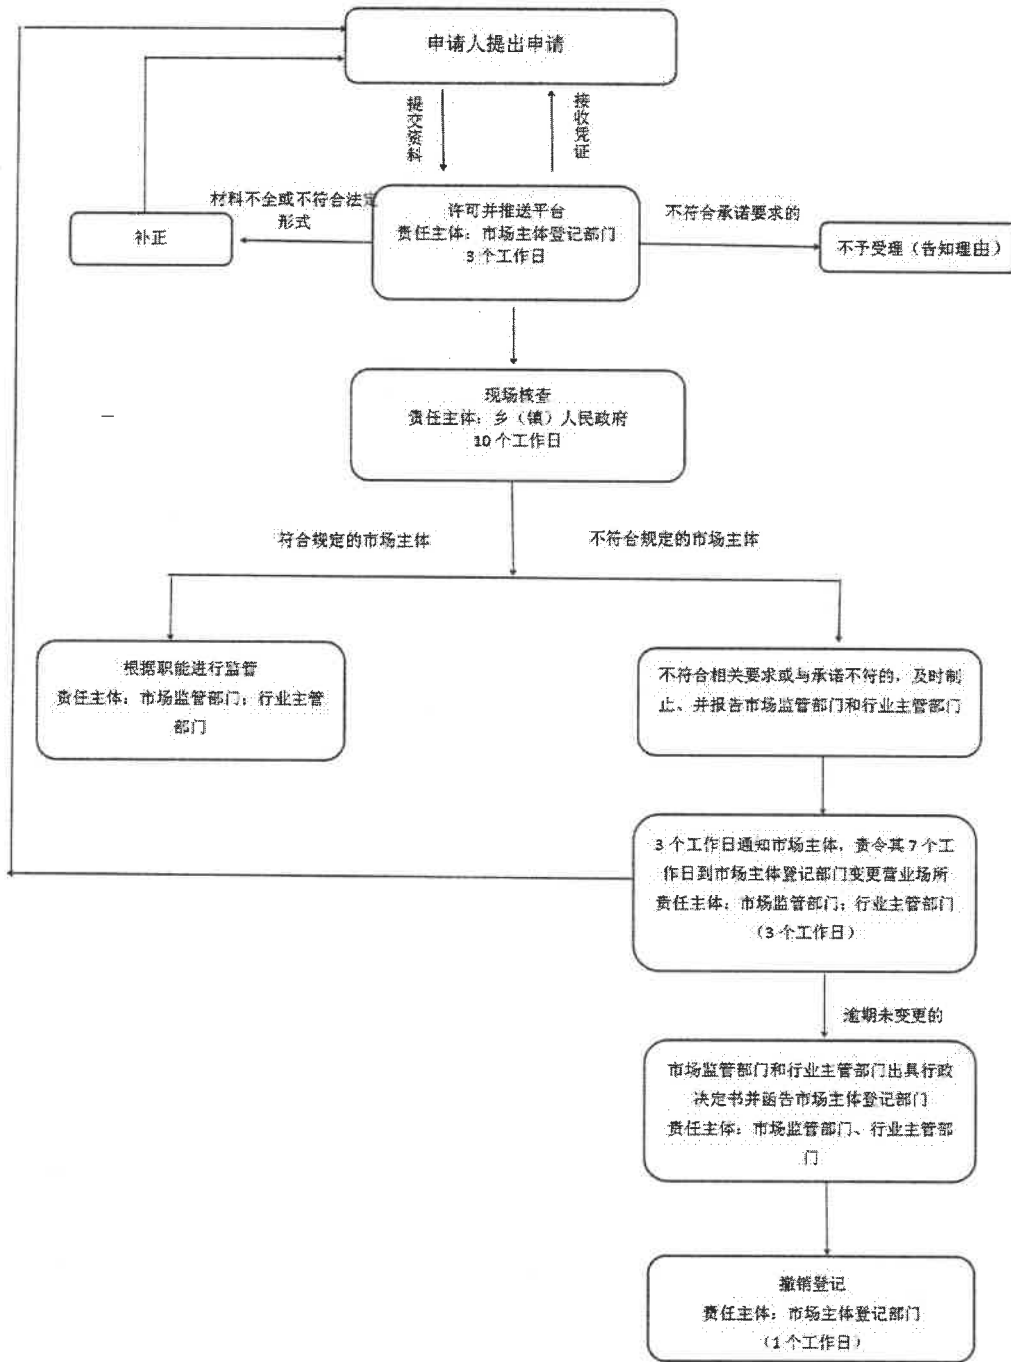 申请人提出申请
提交资料
接收凭证
材料不全或不符合法定
形式
许可并推送平台
责任主体：市场主体登记部门
3 个工作日
不符合承诺要求的
补正
不予受理（告知理由）
现场核查
责任主体：乡（镇）人民政府
10 个工作日
符合规定的市场主体
不符合规定的市场主体
根据职能进行监管
责任主体：市场监管部门；行业主管
部门
不符合相关要求或与承诺不符的，及时制
止、并报告市场监管部门和行业主管部门
3 个工作日通知市场主体，责令其 7 个工
作日到市场主体登记部门变更营业场所
责任主体：市场监管部门；行业主管部门
（3 个工作日）
逾期未变更的
市场监管部门和行业主管部门出具行政
决定书并函告市场主体登记部门
责任主体：市场监管部门、行业主管部
门
撤销登记
责任主体：市场主体登记部门
（1 个工作日）